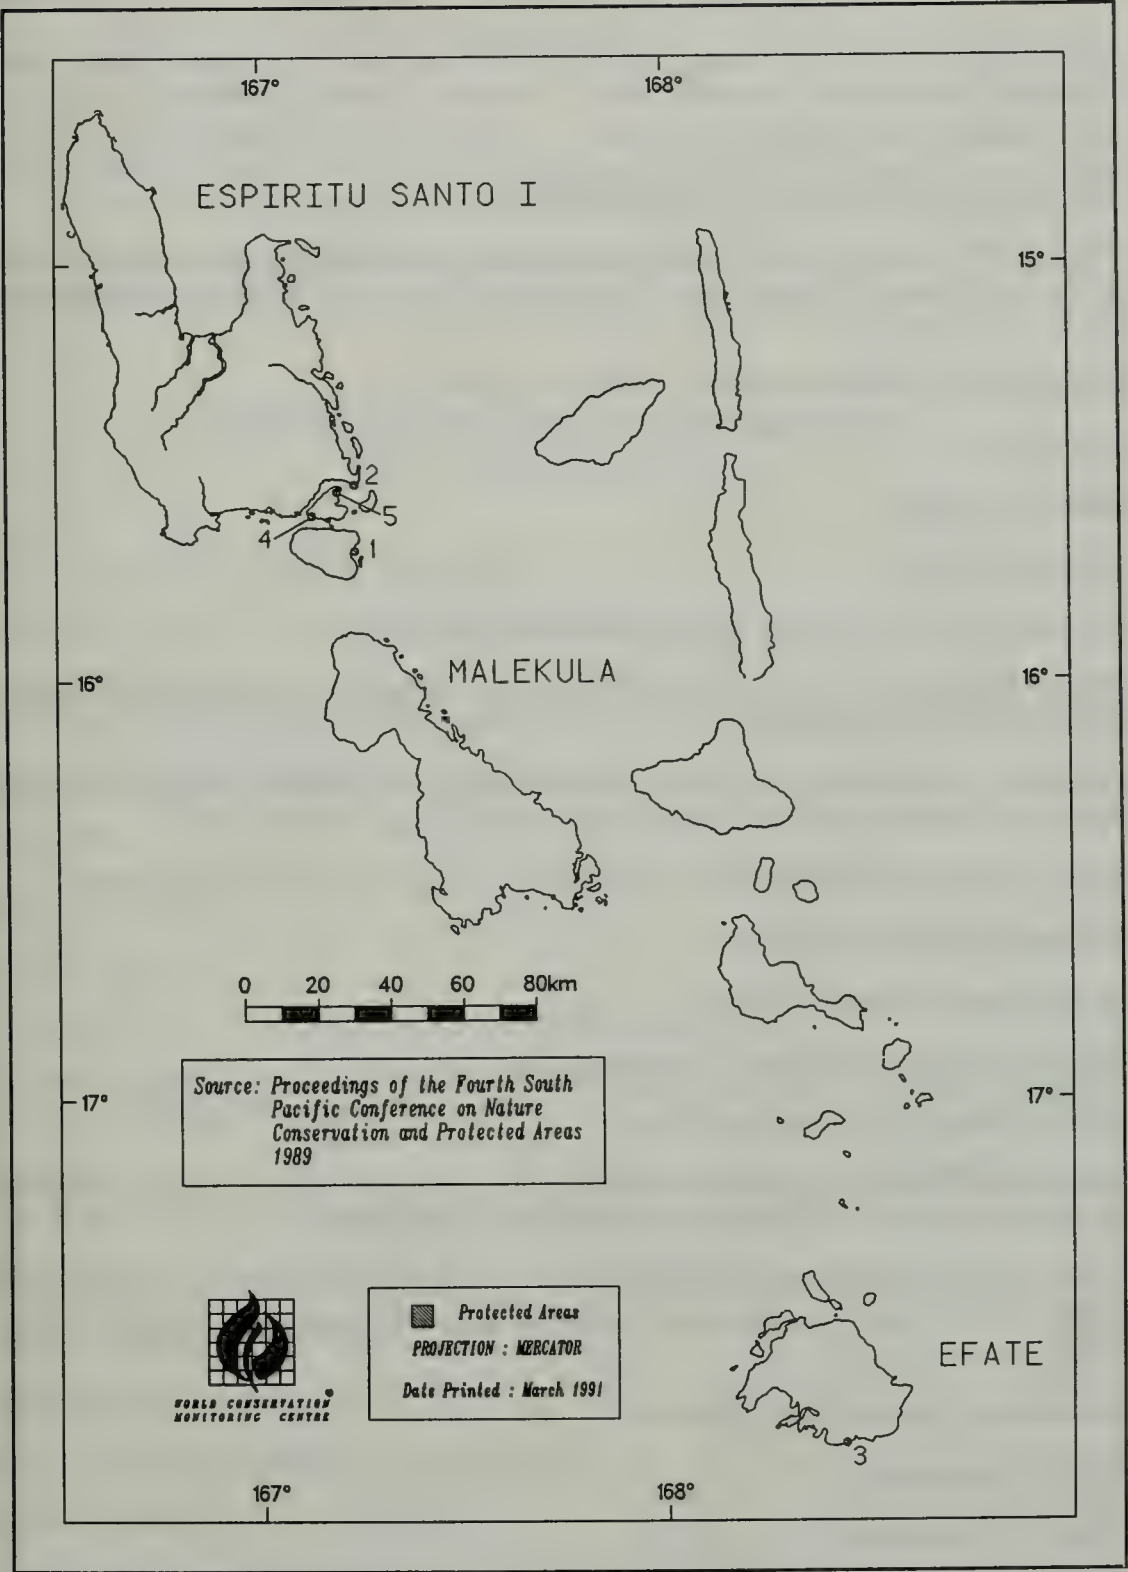 167°
168°
ESPIRITU SANTO I
15°
2
5
4
1
MALEKULA
16°
16°
0 20 40 60 80km
Source: Proceedings of the Fourth South
Pacific Conference on Nature
Conservation and Protected Areas
1989
17°
17°
Protected Areas
PROJECTION : MERCATOR
Date Printed : March 1991
WORLD CONSERVATION
MONITORING CENTRE
EFATE
3
167°
168°